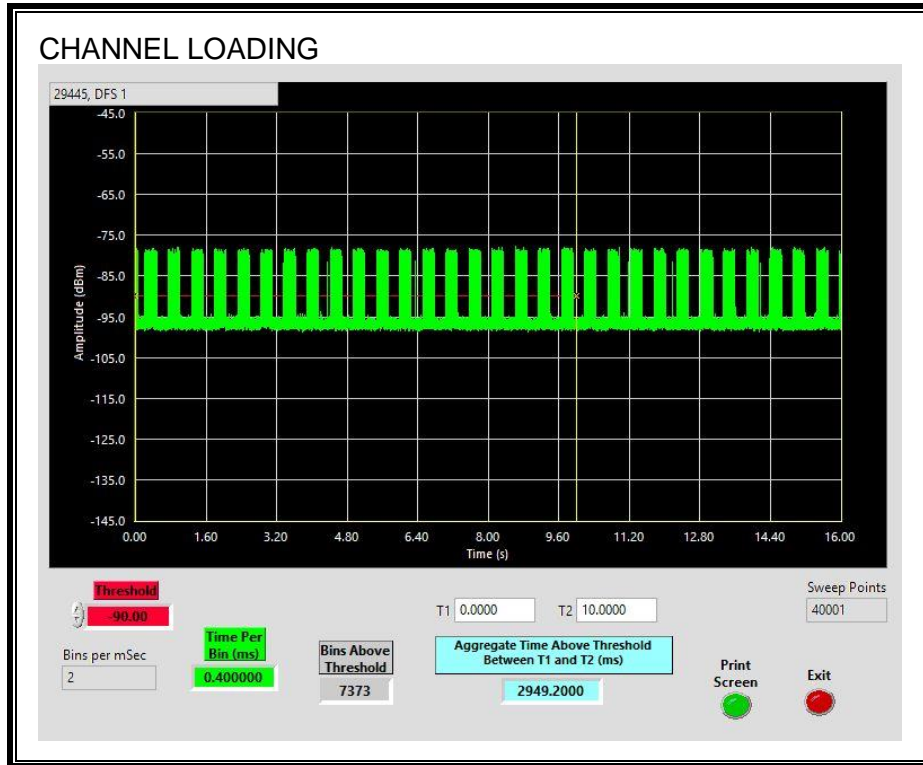 CHANNEL LOADING
29445, DFS 1
-45.0
-55.0
-65.0
-75.0
-85.0
-95.0
-105.0
-115.0
-125.0
-135.0
-145.0
Amplitude (dBm)
0.00 1.60 3.20 4.80 6.40 8.00 9.60 11.20 12.80 14.40 16.00
Time (s)
Threshold
-90.00
Bins per mSec
2
Time Per
Bin (ms)
0.400000
Bins Above
Threshold
7373
T1 0.0000 T2 10.0000
Aggregate Time Above Threshold
Between T1 and T2 (ms)
2949.2000
Sweep Points
40001
Print
Screen
Exit